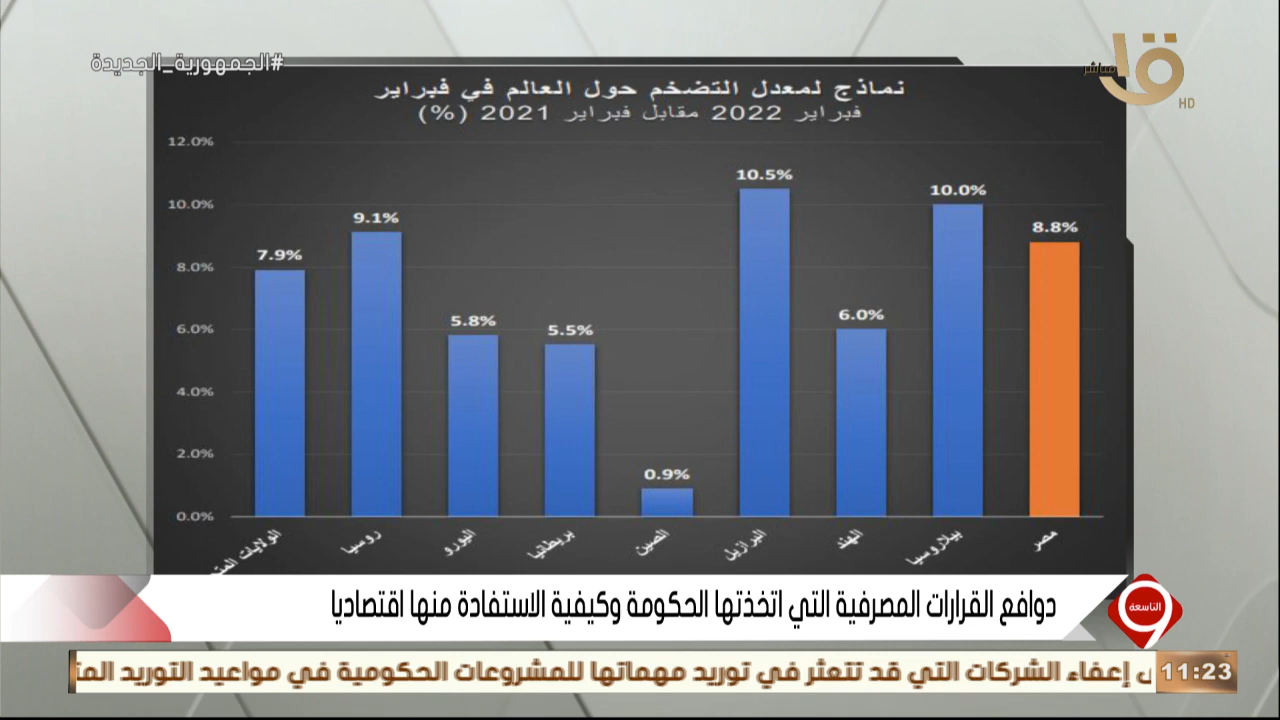 #الجمهورية_الجديدة
مباشر
HD
نماذج لمعدل التضخم حول العالم في فبراير
فبراير 2022 مقابل فبراير 2021 (%)
12.0%
10.0%
8.0%
6.0%
4.0%
2.0%
0.0%
7.9%
9.1%
5.8%
5.5%
0.9%
10.5%
6.0%
10.0%
8.8%
الولايات
روسيا
اليورو
بريطانيا
الصين
البرازيل
الهند
بيلاروسيا
مصر
دوافع القرارات المصرفية التي اتخذتها الحكومة وكيفية الاستفادة منها اقتصاديا
التاسعة
9
إعفاء الشركات التي قد تتعثر في توريد مهماتها للمشروعات الحكومية في مواعيد التوريد
11:23